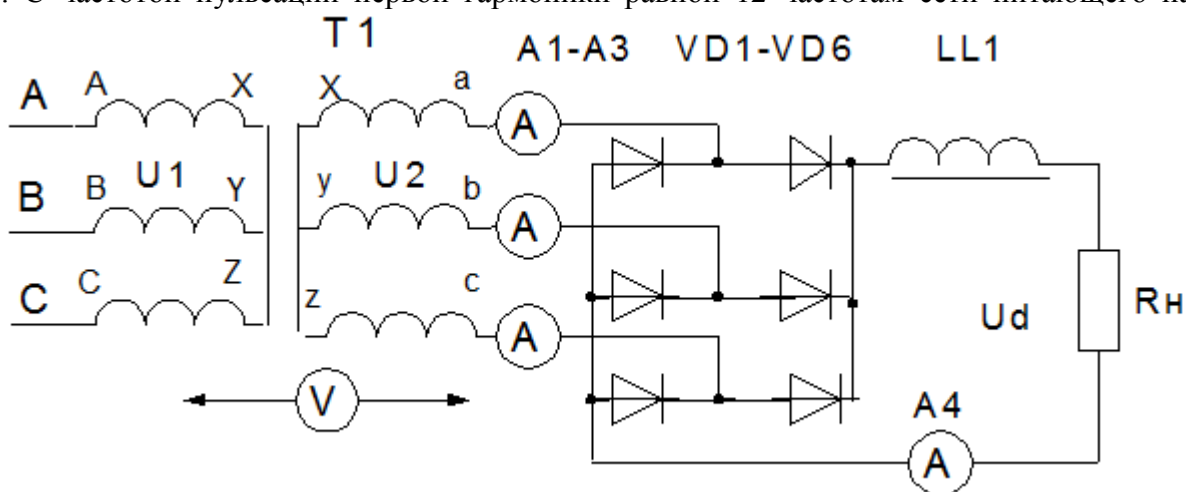 . С частотой пульсации первой гармоники равной 12 частотам сети питающего на
T1
A1-A3 VD1-VD6 LL1
A A X X a A
B B U1 Y y U2 b A
C C Z z c A
Ud
Rн
V
A4
A